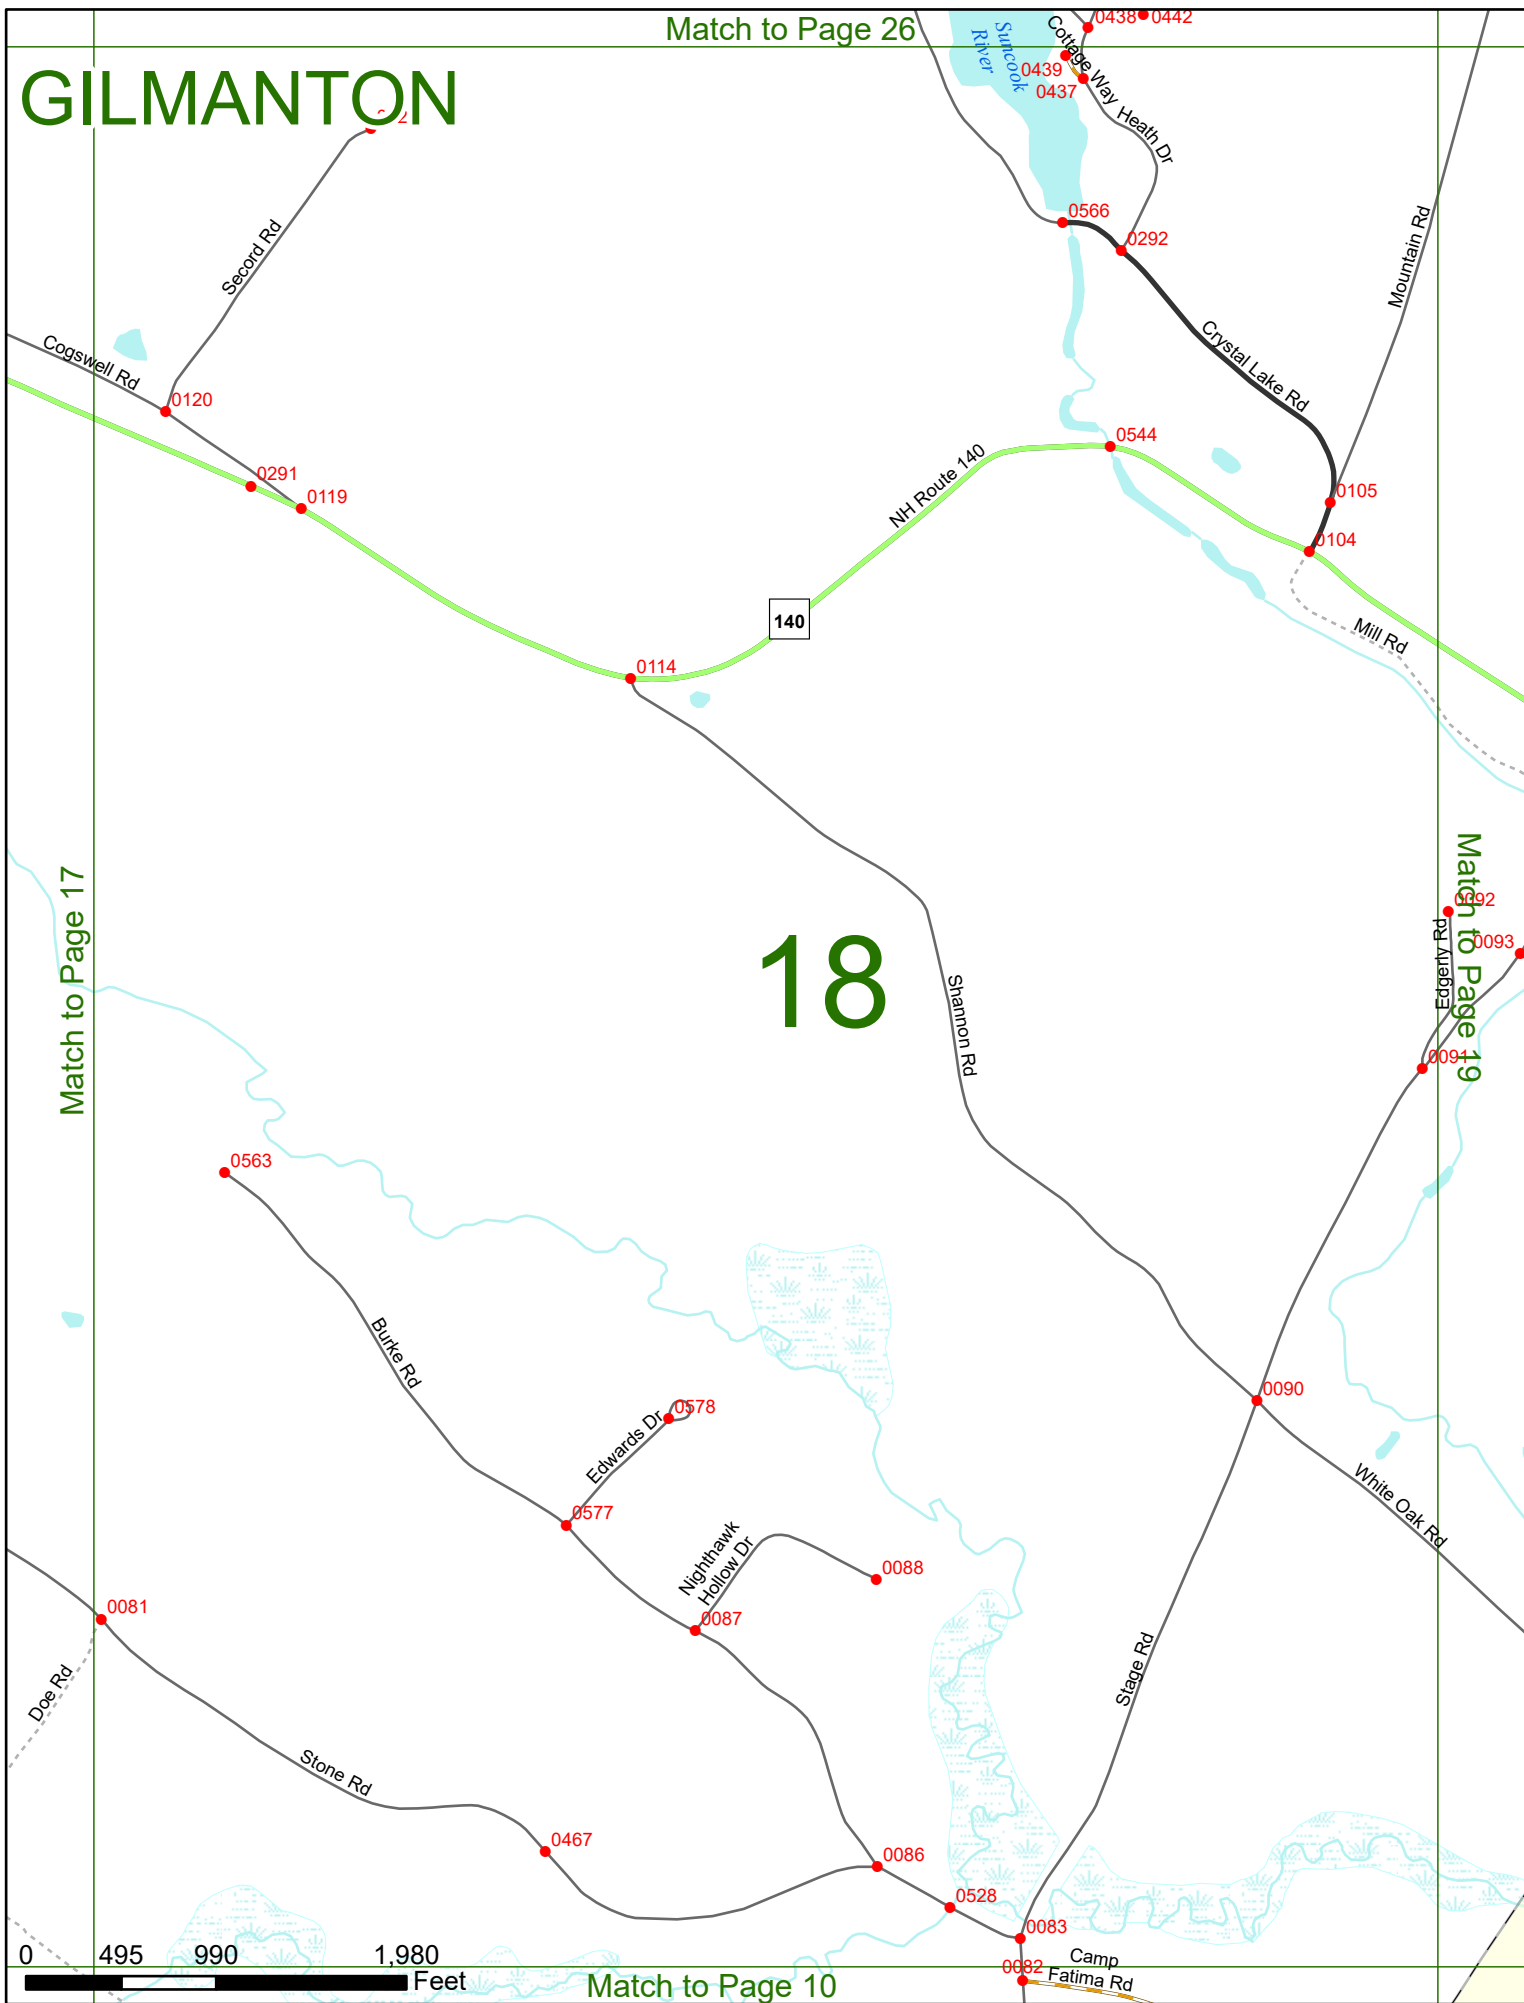 Match to Page 26
0438
0442
Suncook
River
Cottage Way
0439
0437
GILMANTON
Heath Dr
Secord Rd
0566
0292
Mountain Rd
Cogswell Rd
Crystal Lake Rd
0120
0544
NH Route 140
0291
0119
0105
0104
140
Mill Rd
0114
Match to Page 17
Match to Page 19
0092
Edgerly Rd
0093
18
Shannon Rd
0091
0563
Burke Rd
0090
0578
Edwards Dr
White Oak Rd
0577
Nighthawk
Hollow Dr
0088
0081
0087
Doe Rd
Stage Rd
Stone Rd
0467
0086
0528
0083
0 495 990 1,980
Feet
Camp
Fatima Rd
0082
Match to Page 10